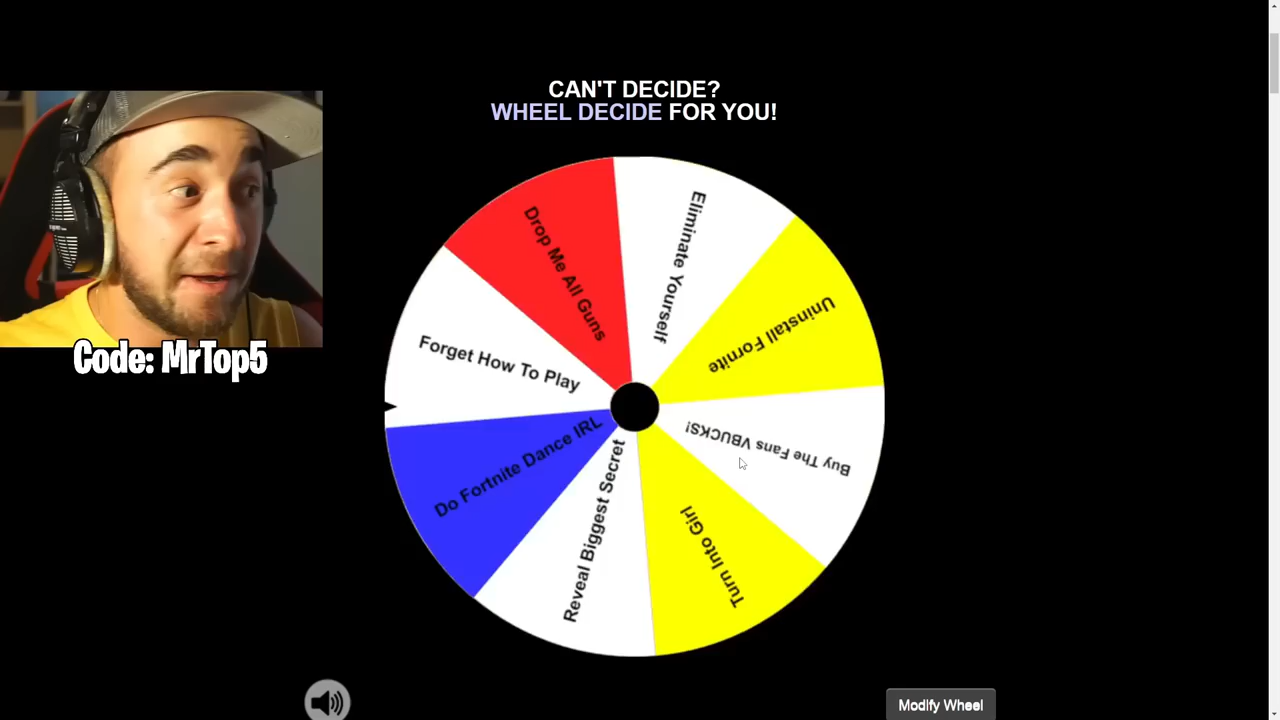 CAN'T DECIDE?
WHEEL DECIDE FOR YOU!
Eliminate Yourself
Uninstall Fornite
Buy The Fans VBUCKS!
Turn Into Girl
Reveal Biggest Secret
Do Fortnite Dance IRL
Forget How To Play
Drop Me All Guns
Code: MrTop5
Modify Wheel